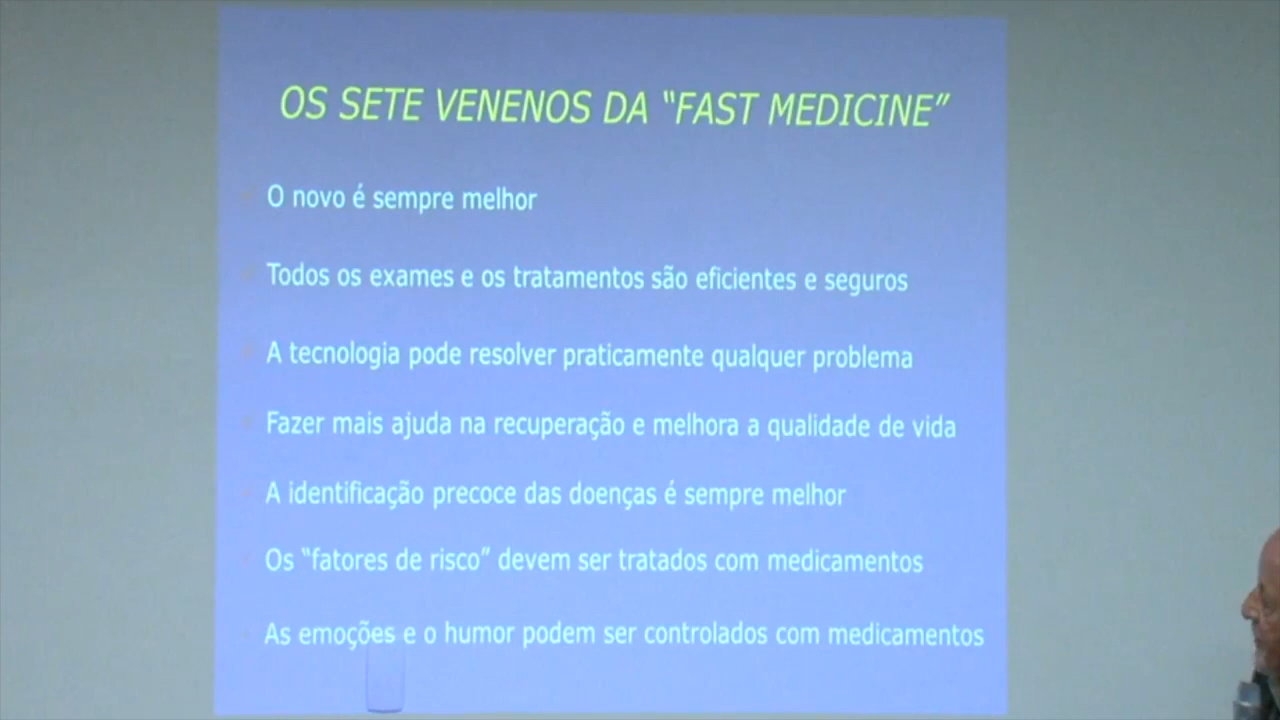 OS SETE VENENOS DA “FAST MEDICINE”
O novo é sempre melhor
Todos os exames e os tratamentos são eficientes e seguros
A tecnologia pode resolver praticamente qualquer problema
Fazer mais ajuda na recuperação e melhora a qualidade de vida
A identificação precoce das doenças é sempre melhor
Os “fatores de risco” devem ser tratados com medicamentos
As emoções e o humor podem ser controlados com medicamentos